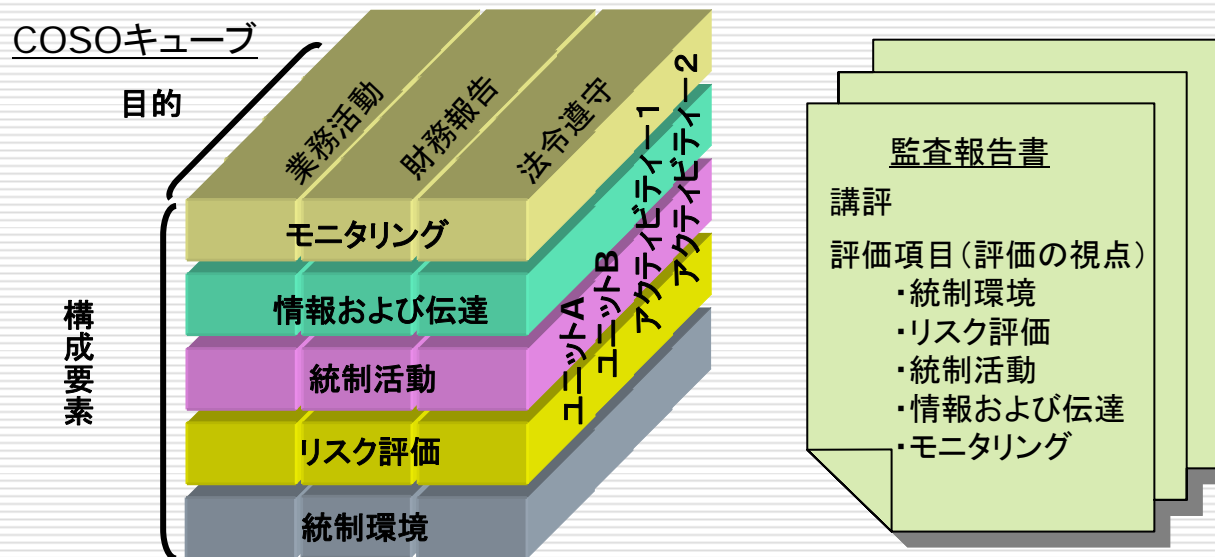 COSOキューブ
目的
業務活動
財務報告
法令遵守
構成要素
モニタリング
情報および伝達
統制活動
リスク評価
統制環境
ユニットA
ユニットB
アクティビティー1
アクティビティー2
監査報告書
講評
評価項目(評価の視点)
・統制環境
・リスク評価
・統制活動
・情報および伝達
・モニタリング